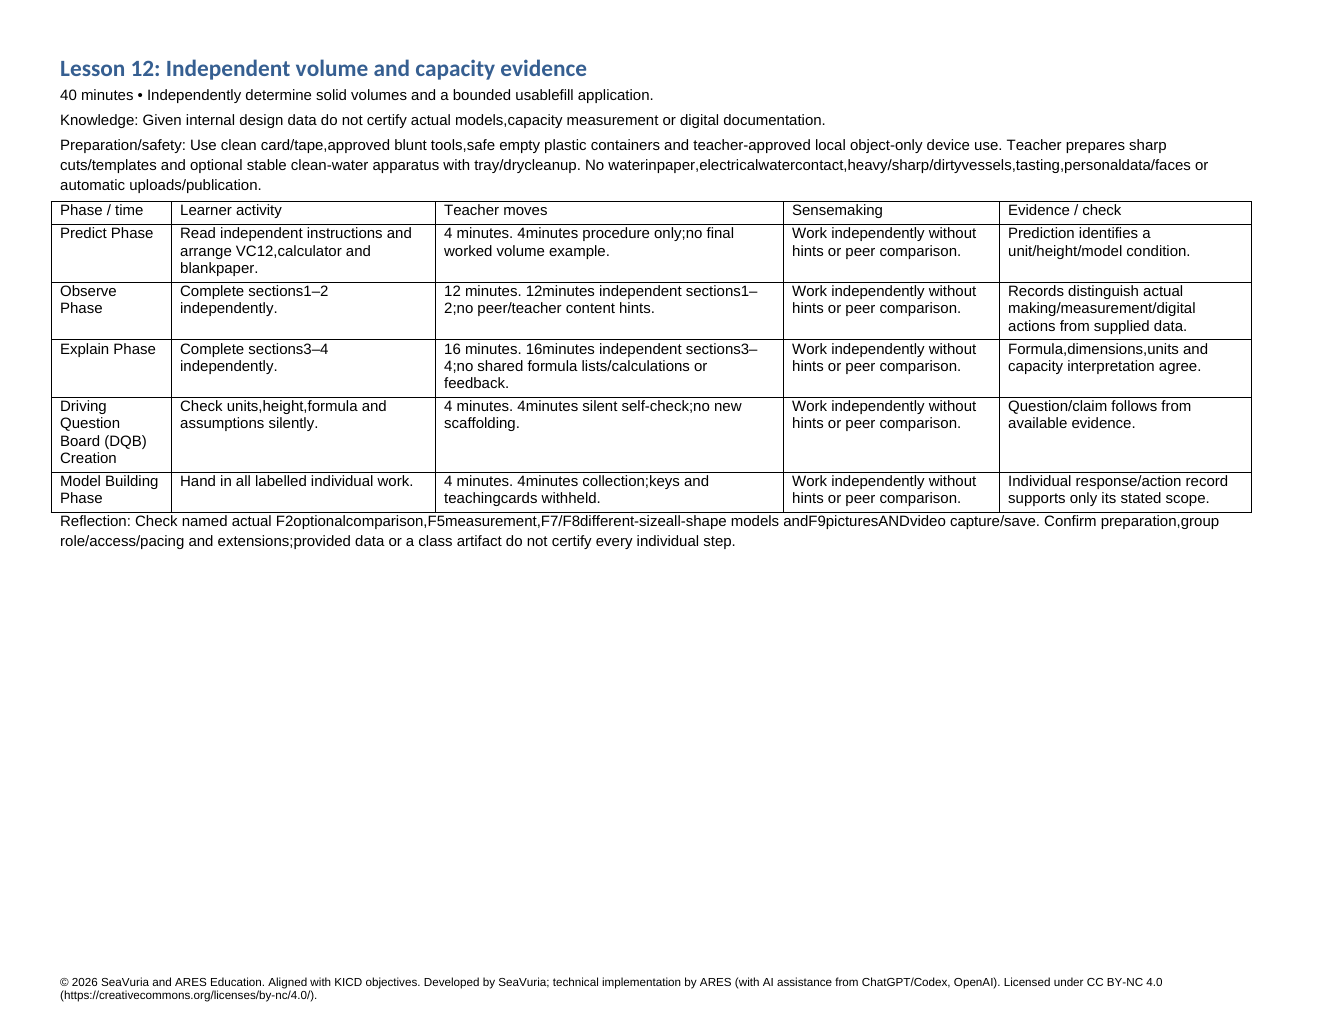 Lesson 12: Independent volume and capacity evidence
40 minutes • Independently determine solid volumes and a bounded usablefill application.
Knowledge: Given internal design data do not certify actual models,capacity measurement or digital documentation.
Preparation/safety: Use clean card/tape,approved blunt tools,safe empty plastic containers and teacher-approved local object-only device use. Teacher prepares sharp
cuts/templates and optional stable clean-water apparatus with tray/drycleanup. No waterinpaper,electricalwatercontact,heavy/sharp/dirtyvessels,tasting,personaldata/faces or
automatic uploads/publication.
Phase / time Learner activity Teacher moves Sensemaking Evidence / check
Predict Phase
Read independent instructions and
arrange VC12,calculator and
blankpaper.
4 minutes. 4minutes procedure only;no final
worked volume example.
Work independently without
hints or peer comparison.
Prediction identifies a
unit/height/model condition.
Observe
Phase
Complete sections1–2
independently.
12 minutes. 12minutes independent sections1–
2;no peer/teacher content hints.
Work independently without
hints or peer comparison.
Records distinguish actual
making/measurement/digital
actions from supplied data.
Explain Phase
Complete sections3–4
independently.
16 minutes. 16minutes independent sections3–
4;no shared formula lists/calculations or
feedback.
Work independently without
hints or peer comparison.
Formula,dimensions,units and
capacity interpretation agree.
Driving
Question
Board (DQB)
Creation
Check units,height,formula and
assumptions silently.
4 minutes. 4minutes silent self-check;no new
scaffolding.
Work independently without
hints or peer comparison.
Question/claim follows from
available evidence.
Model Building
Phase
Hand in all labelled individual work.
4 minutes. 4minutes collection;keys and
teachingcards withheld.
Work independently without
hints or peer comparison.
Individual response/action record
supports only its stated scope.
Reflection: Check named actual F2optionalcomparison,F5measurement,F7/F8different-sizeall-shape models andF9picturesANDvideo capture/save. Confirm preparation,group
role/access/pacing and extensions;provided data or a class artifact do not certify every individual step.
© 2026 SeaVuria and ARES Education. Aligned with KICD objectives. Developed by SeaVuria; technical implementation by ARES (with AI assistance from ChatGPT/Codex, OpenAI). Licensed under CC BY-NC 4.0
(https://creativecommons.org/licenses/by-nc/4.0/).